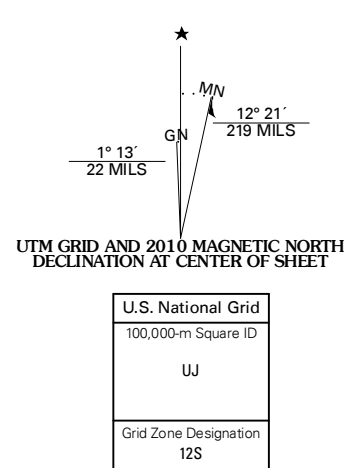 MN
12° 21´
219 MILS
GN
1° 13´
22 MILS
UTM GRID AND 2010 MAGNETIC NORTH
DECLINATION AT CENTER OF SHEET
U.S. National Grid
100,000-m Square ID
UJ
Grid Zone Designation
12S